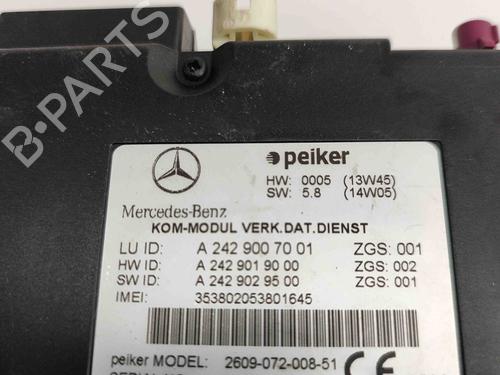 peiker
HW: 0005 (13W45)
SW: 5.8 (14W05)
Mercedes-Benz
KOM-MODUL VERK.DAT.DIENST
LU ID: A 242 900 70 01 ZGS: 001
HW ID: A 242 901 90 00 ZGS: 002
SW ID: A 242 902 95 00 ZGS: 001
IMEI: 353802053801645
peiker MODEL: 2609-072-008-51 CE
B-PARTS